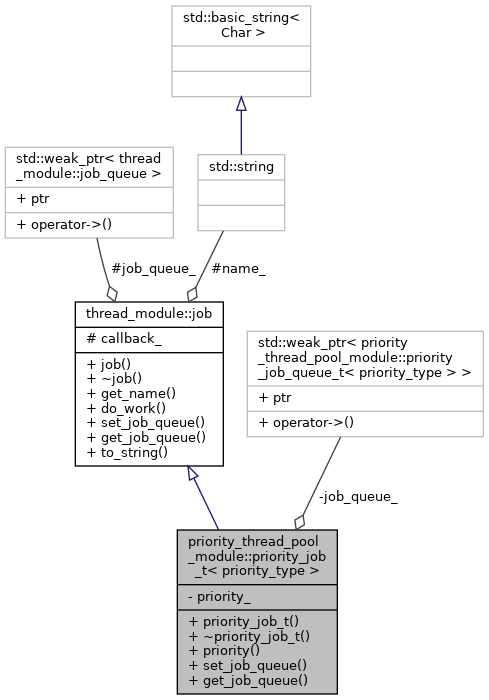 std::basic_string<
Char >
std::weak_ptr< thread
_module::job_queue >
+ ptr
+ operator->()
std::string
#job_queue_
#name_
thread_module::job
# callback_
+ job()
+ ~job()
+ get_name()
+ do_work()
+ set_job_queue()
+ get_job_queue()
+ to_string()
std::weak_ptr< priority
_thread_pool_module::priority
_job_queue_t< priority_type > >
+ ptr
+ operator->()
-job_queue_
priority_thread_pool
_module::priority_job
_t< priority_type >
- priority_
+ priority_job_t()
+ ~priority_job_t()
+ priority()
+ set_job_queue()
+ get_job_queue()